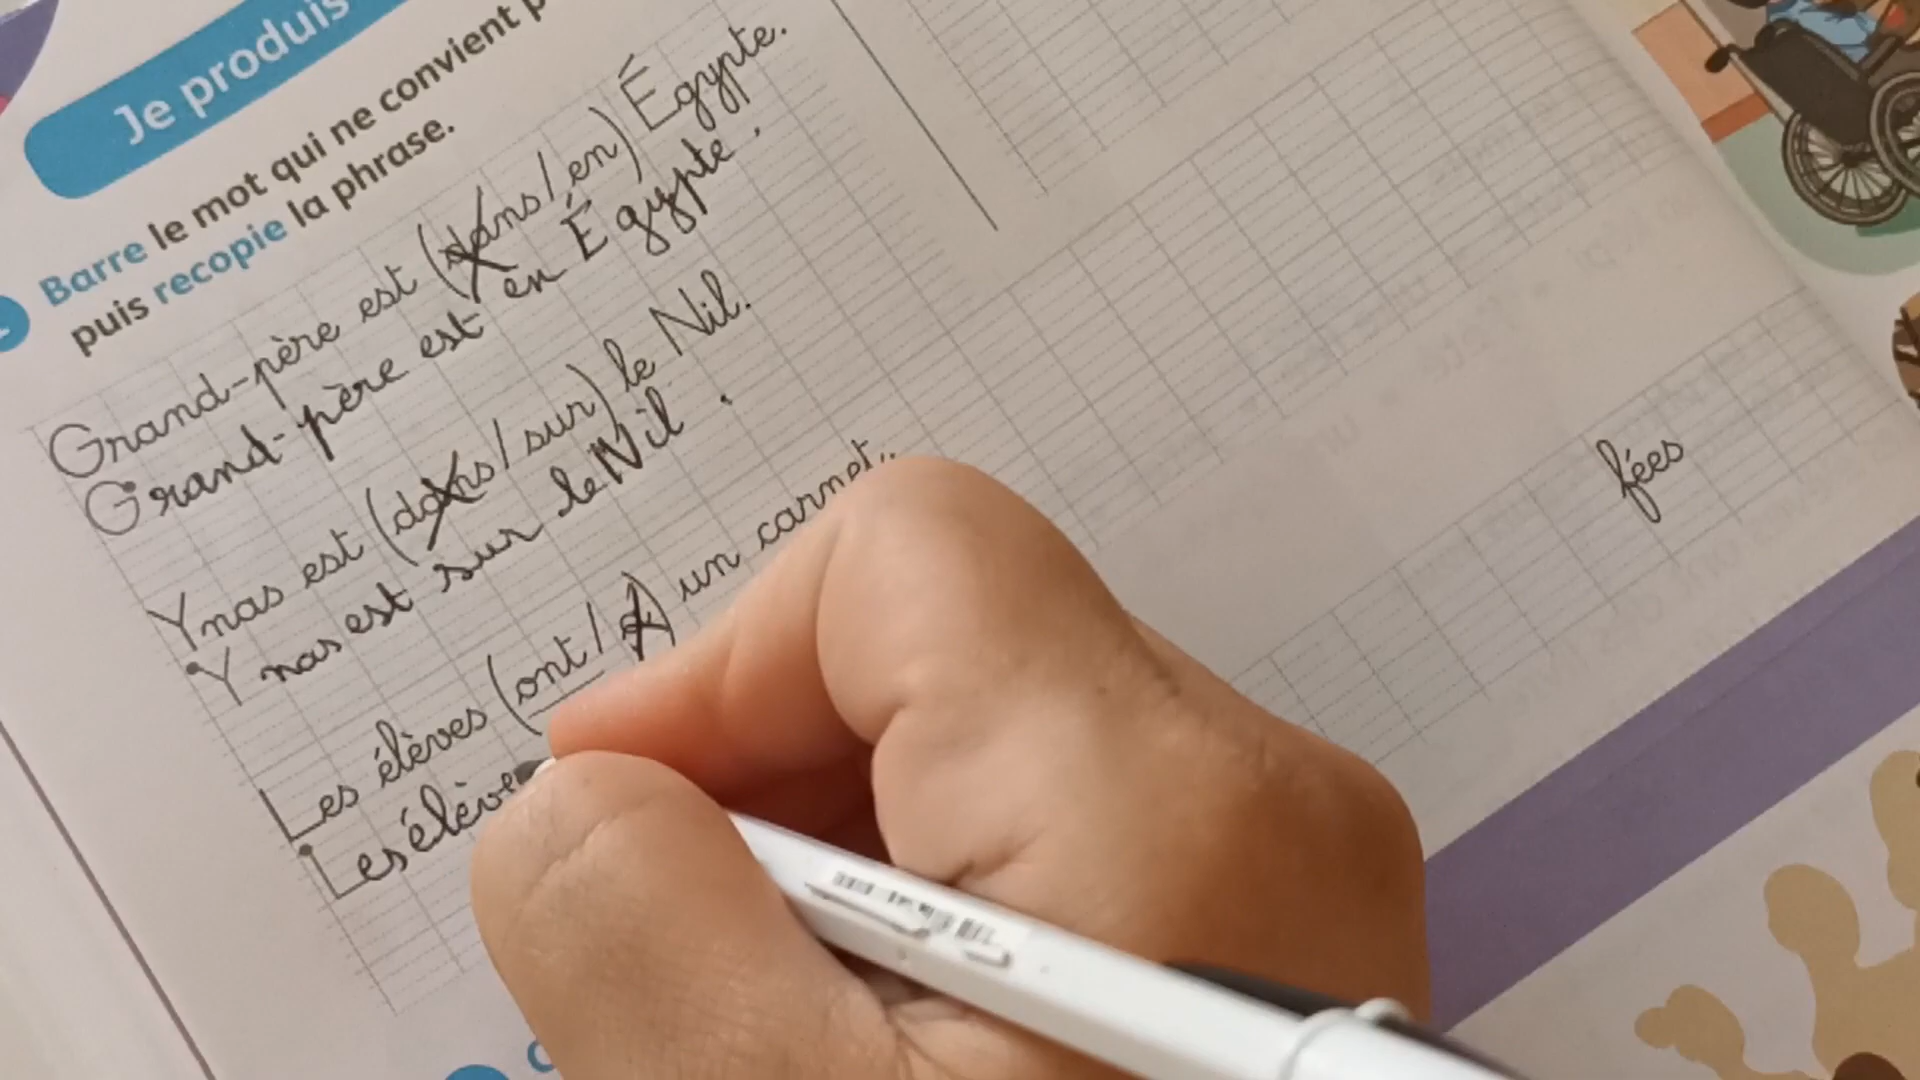 Je produis
1 Barre le mot qui ne convient
puis recopie la phrase.
Grand-père est (dans / en) Égypte.
Grand-père est en Égypte.
Ynas est (dans / sur) le Nil.
Ynas est sur le Nil.
Les élèves (ont / ) un carnet.
Les élève
fées